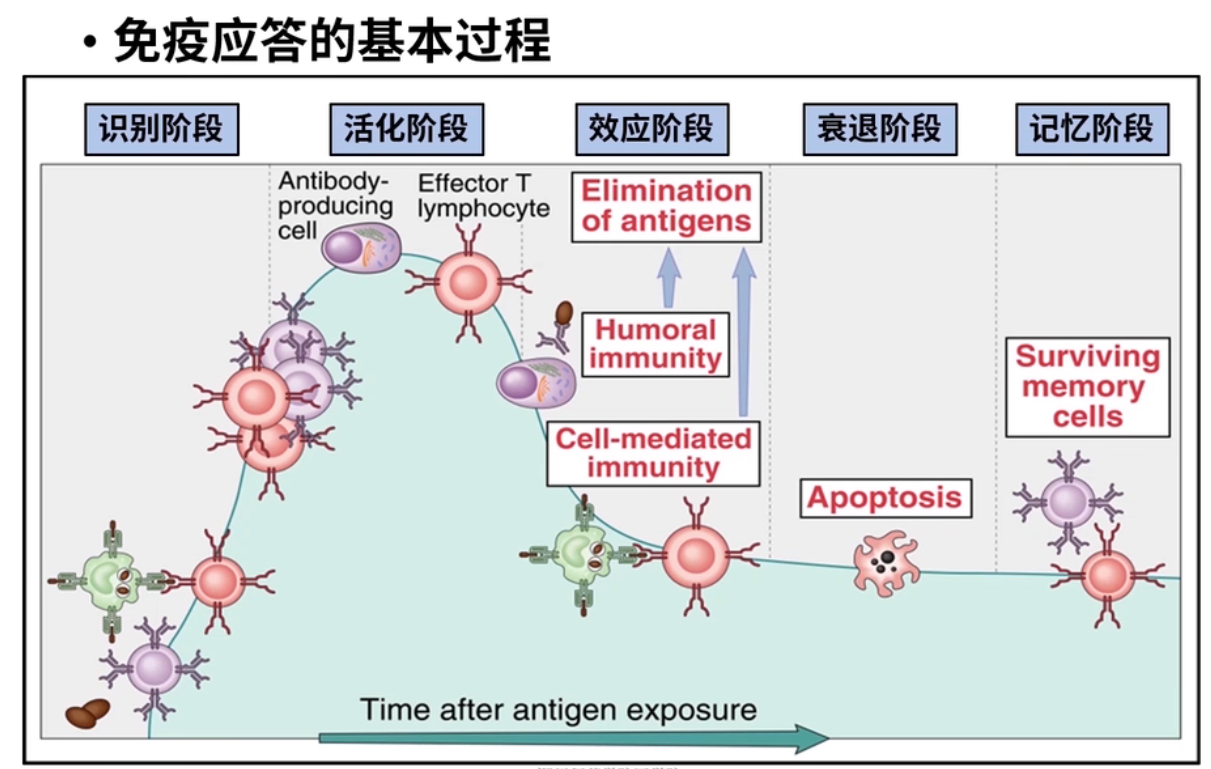 • 免疫应答的基本过程
识别阶段
活化阶段
效应阶段
衰退阶段
记忆阶段
Antibody-
producing
cell
Effector T
lymphocyte
Elimination
of antigens
Humoral
immunity
Cell-mediated
immunity
Apoptosis
Surviving
memory
cells
Time after antigen exposure